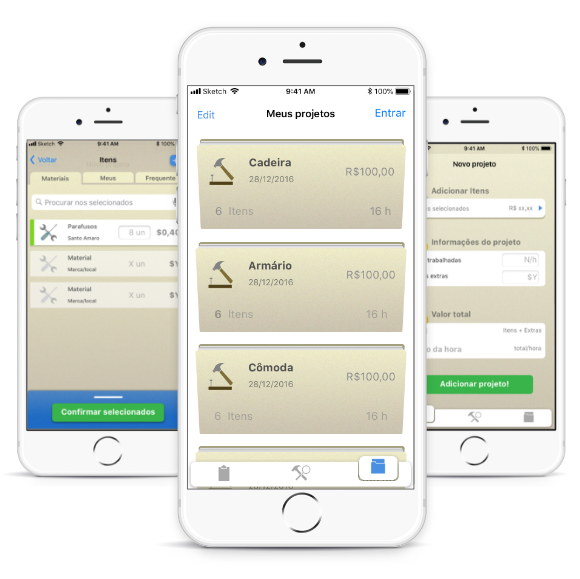 Sketch 9:41 AM 100%
Voltar Itens
Materiais Meus Frequente
Procurar nos selecionados
Parafusos
Santo Amaro
8 un $0,40
Material
Marca/local
X un $Y
Material
Marca/local
X un $Y
Confirmar selecionados
Sketch 9:41 AM 100%
Edit Meus projetos Entrar
Cadeira
28/12/2016
R$100,00
6 Itens 16 h
Armário
28/12/2016
R$100,00
6 Itens 16 h
Cômoda
28/12/2016
R$100,00
6 Itens 16 h
9:41 AM 100%
Novo projeto
Adicionar Itens
selecionados R$ xx,xx
Informações do projeto
trabalhadas N/h
extras $Y
Valor total
Itens + Extras
da hora total/hora
Adicionar projeto!